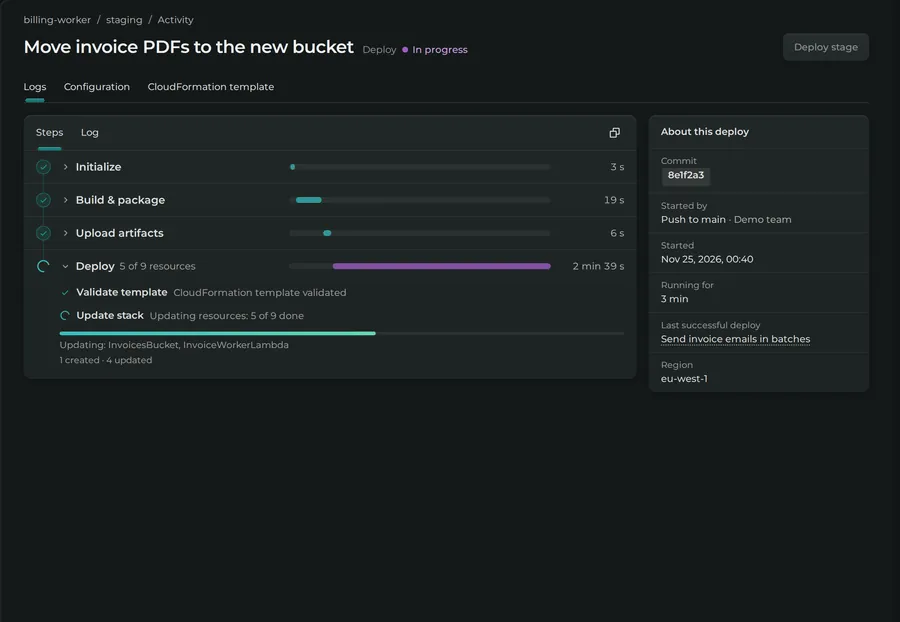 billing-worker / staging / Activity
Move invoice PDFs to the new bucket Deploy In progress
Deploy stage
Logs Configuration CloudFormation template
Steps Log
Initialize 3 s
Build & package 19 s
Upload artifacts 6 s
Deploy 5 of 9 resources 2 min 39 s
Validate template CloudFormation template validated
Update stack Updating resources: 5 of 9 done
Updating: InvoicesBucket, InvoiceWorkerLambda
1 created · 4 updated
About this deploy
Commit
8e1f2a3
Started by
Push to main · Demo team
Started
Nov 25, 2026, 00:40
Running for
3 min
Last successful deploy
Send invoice emails in batches
Region
eu-west-1